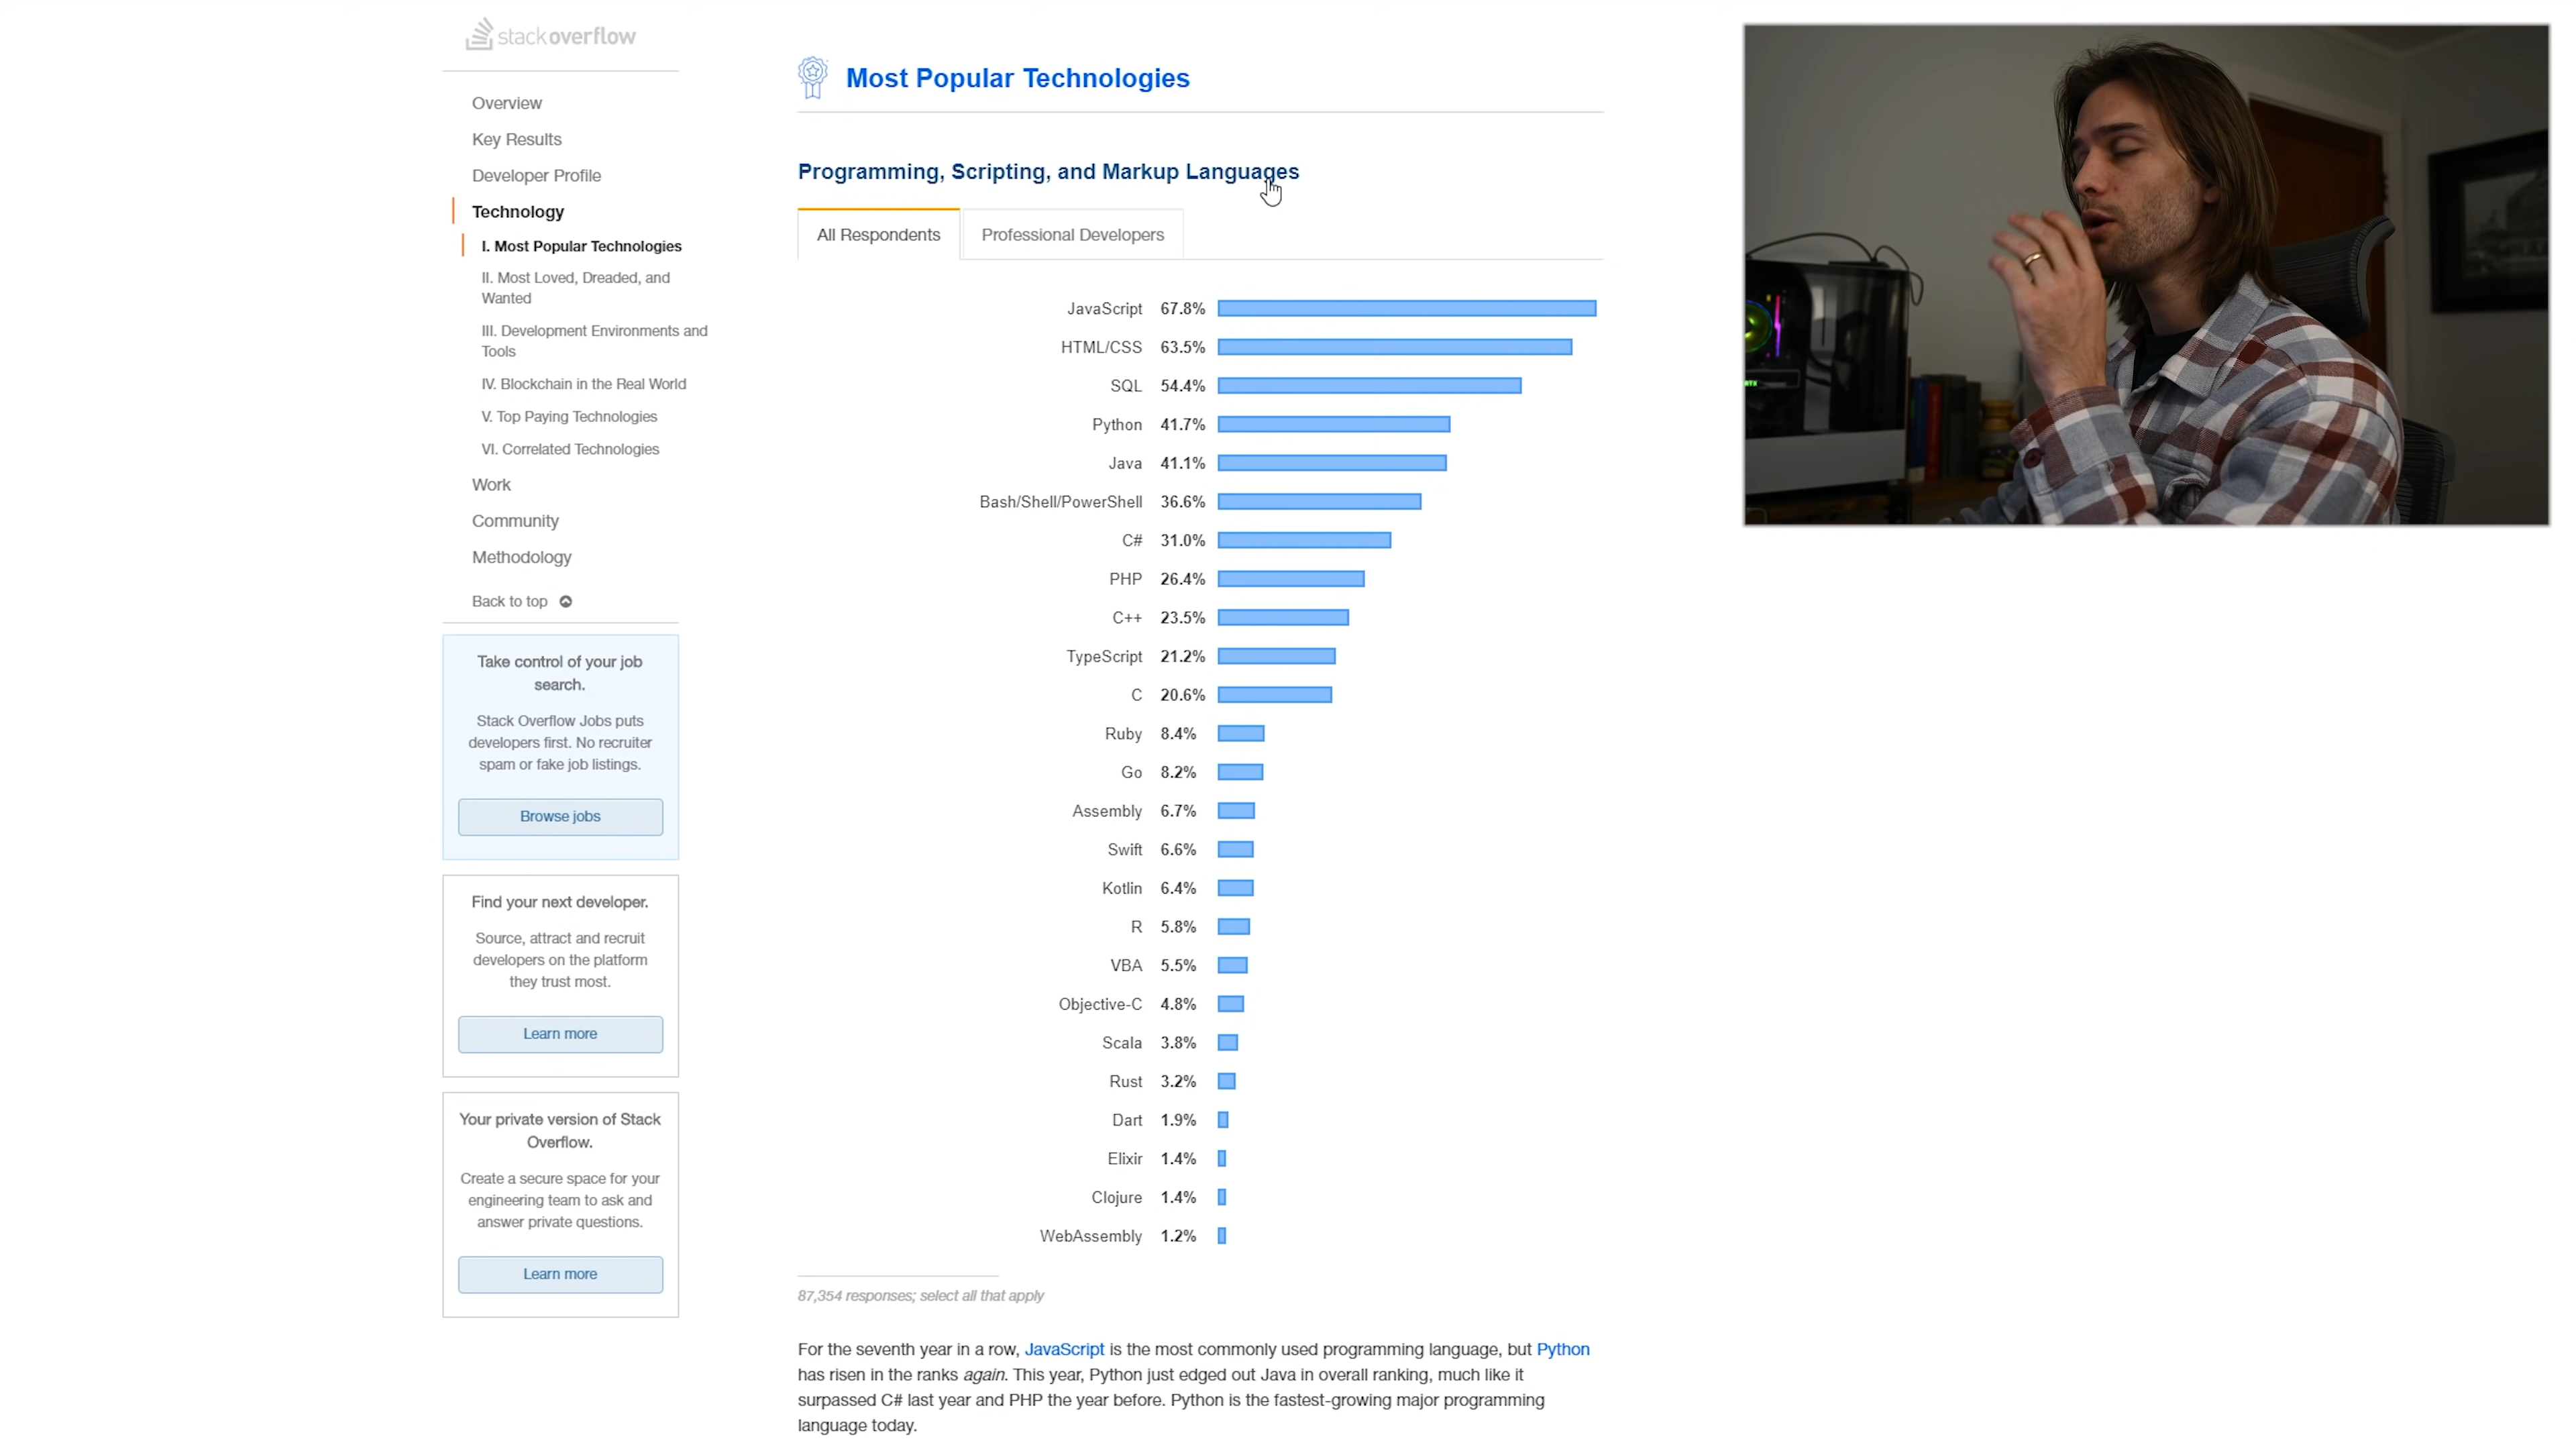 stackoverflow
Overview
Key Results
Developer Profile
Technology
I. Most Popular Technologies
II. Most Loved, Dreaded, and
Wanted
III. Development Environments and
Tools
IV. Blockchain in the Real World
V. Top Paying Technologies
VI. Correlated Technologies
Work
Community
Methodology
Back to top
Take control of your job
search.
Stack Overflow Jobs puts
developers first. No recruiter
spam or fake job listings.
Browse jobs
Find your next developer.
Source, attract and recruit
developers on the platform
they trust most.
Learn more
Your private version of Stack
Overflow.
Create a secure space for your
engineering team to ask and
answer private questions.
Learn more
Most Popular Technologies
Programming, Scripting, and Markup Languages
All Respondents Professional Developers
JavaScript 67.8%
HTML/CSS 63.5%
SQL 54.4%
Python 41.7%
Java 41.1%
Bash/Shell/PowerShell 36.6%
C# 31.0%
PHP 26.4%
C++ 23.5%
TypeScript 21.2%
C 20.6%
Ruby 8.4%
Go 8.2%
Assembly 6.7%
Swift 6.6%
Kotlin 6.4%
R 5.8%
VBA 5.5%
Objective-C 4.8%
Scala 3.8%
Rust 3.2%
Dart 1.9%
Elixir 1.4%
Clojure 1.4%
WebAssembly 1.2%
87,354 responses; select all that apply
For the seventh year in a row, JavaScript is the most commonly used programming language, but Python
has risen in the ranks again. This year, Python just edged out Java in overall ranking, much like it
surpassed C# last year and PHP the year before. Python is the fastest-growing major programming
language today.